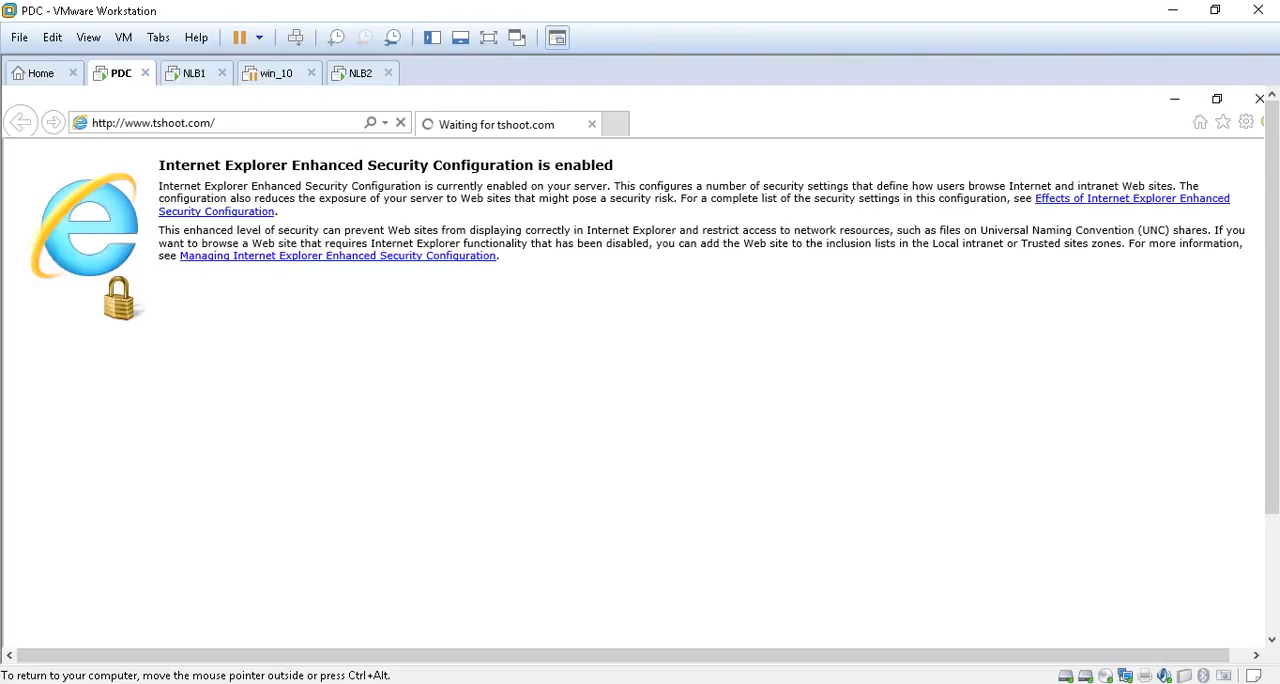 PDC - VMware Workstation
File Edit View VM Tabs Help
Home PDC NLB1 win_10 NLB2
http://www.tshoot.com/ Waiting for tshoot.com
Internet Explorer Enhanced Security Configuration is enabled
Internet Explorer Enhanced Security Configuration is currently enabled on your server. This configures a number of security settings that define how users browse Internet and intranet Web sites. The
configuration also reduces the exposure of your server to Web sites that might pose a security risk. For a complete list of the security settings in this configuration, see Effects of Internet Explorer Enhanced
Security Configuration.
This enhanced level of security can prevent Web sites from displaying correctly in Internet Explorer and restrict access to network resources, such as files on Universal Naming Convention (UNC) shares. If you
want to browse a Web site that requires Internet Explorer functionality that has been disabled, you can add the Web site to the inclusion lists in the Local intranet or Trusted sites zones. For more information,
see Managing Internet Explorer Enhanced Security Configuration.
To return to your computer, move the mouse pointer outside or press Ctrl+Alt.